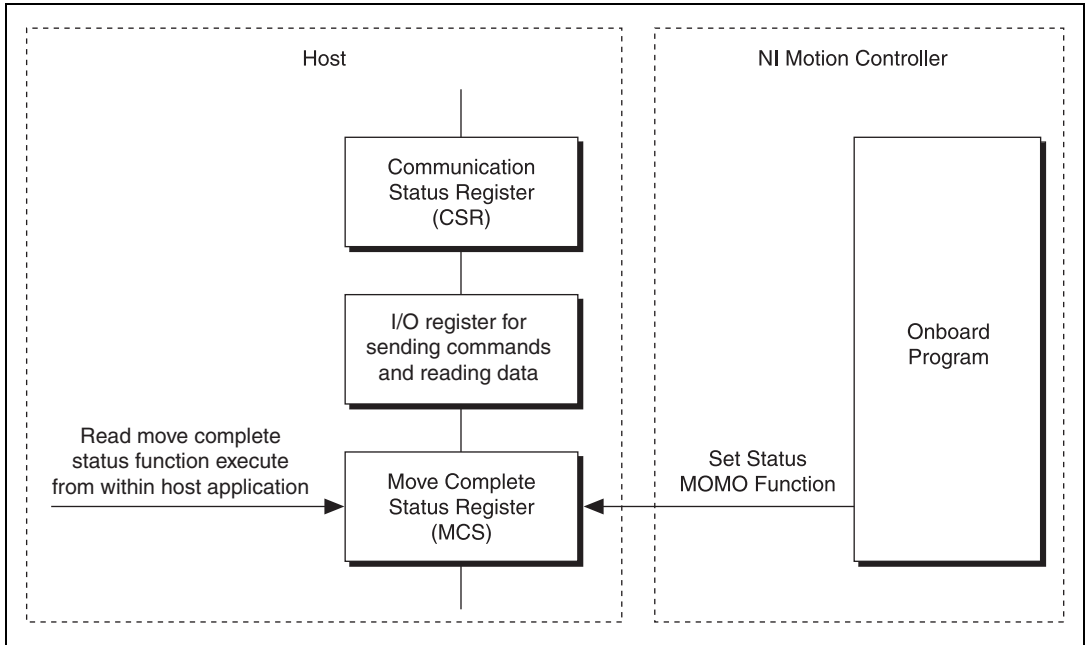 Host
NI Motion Controller
Communication
Status Register
(CSR)
I/O register for
sending commands
and reading data
Onboard
Program
Read move complete
status function execute
from within host application
Move Complete
Status Register
(MCS)
Set Status
MOMO Function